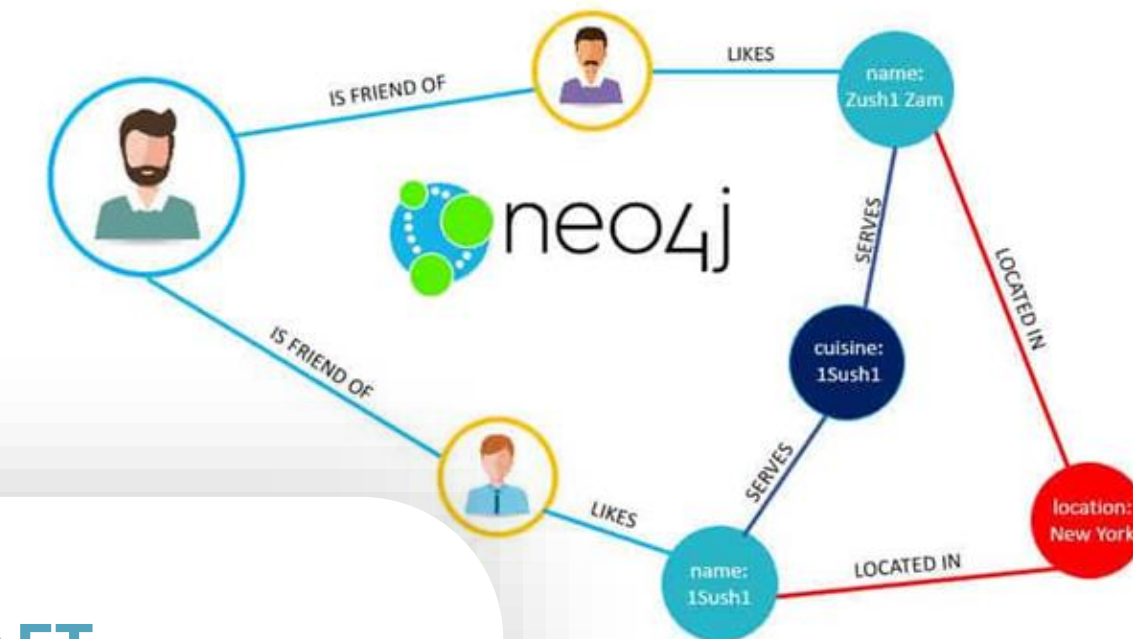 LIKES
IS FRIEND OF
name:
Zush1 Zam
neo4j
SERVES
LOCATED IN
cuisine:
1Sush1
IS FRIEND OF
SERVES
LIKES
location:
New York
name:
1Sush1
LOCATED IN